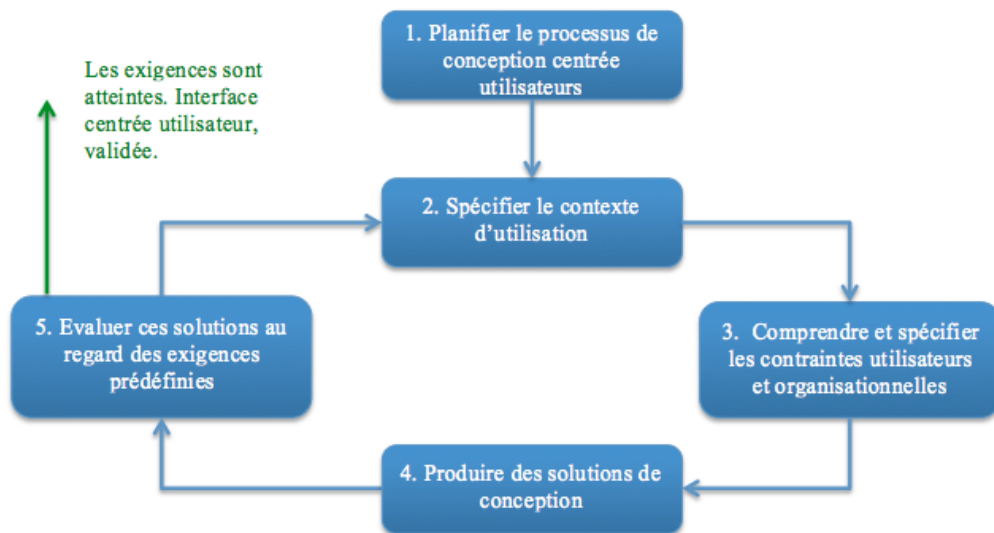 1. Planifier le processus de
conception centrée
utilisateurs
Les exigences sont
atteintes. Interface
centrée utilisateur,
validée.
2. Spécifier le contexte
d'utilisation
3. Comprendre et spécifier
les contraintes utilisateurs
et organisationnelles
4. Produire des solutions de
conception
5. Evaluer ces solutions au
regard des exigences
prédéfinies